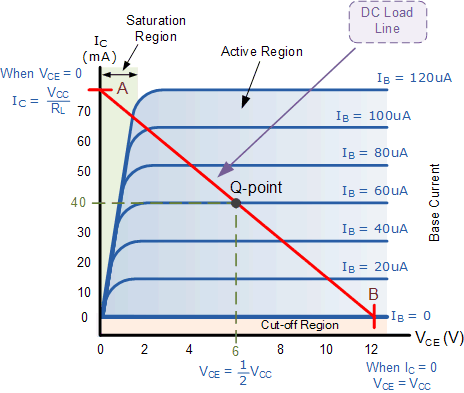 Saturation
Region
DC Load
Line
I C
(mA)
Active Region
When VCE = 0
IC = VCC
RL
A
IB = 120uA
70
IB = 100uA
60
IB = 80uA
50
Q-point
IB = 60uA
40
IB = 40uA
30
IB = 20uA
20
10
B
0
IB = 0
Base Current
Cut-off Region
VCE (V)
0 2 4 6 8 10 12
VCE = 1 VCC
2
When IC = 0
VCE = VCC